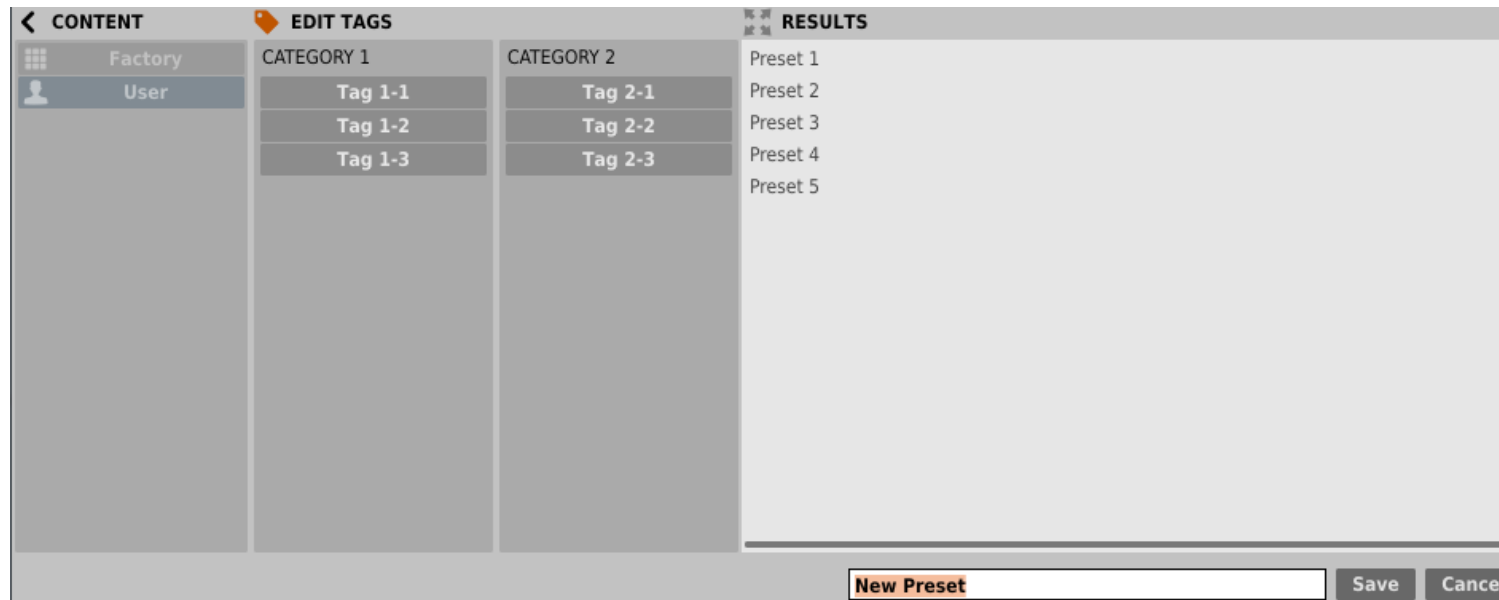 CONTENT
Factory
User
EDIT TAGS
CATEGORY 1
Tag 1-1
Tag 1-2
Tag 1-3
CATEGORY 2
Tag 2-1
Tag 2-2
Tag 2-3
RESULTS
Preset 1
Preset 2
Preset 3
Preset 4
Preset 5
New Preset
Save
Cance